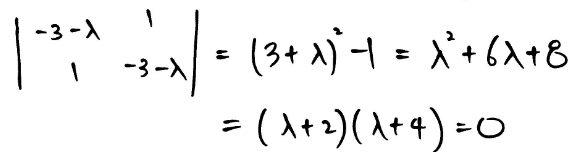 | -3-λ 1 |
| 1 -3-λ | = (3+λ)² -1 = λ² + 6λ + 8
= (λ+2)(λ+4) = 0